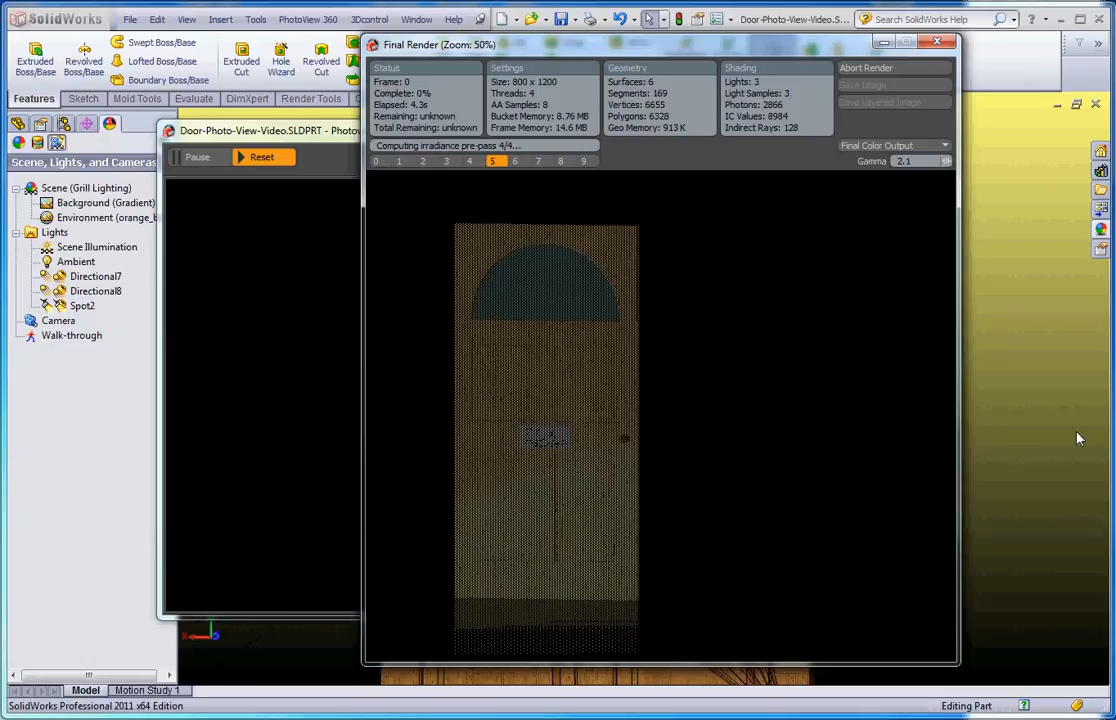 SolidWorks File Edit View Insert Tools PhotoView 360 3Dcontrol Window Help Door-Photo-View-Video.S... Search SolidWorks Help
Extruded Boss/Base
Revolved Boss/Base
Swept Boss/Base
Lofted Boss/Base
Boundary Boss/Base
Extruded Cut
Hole Wizard
Revolved Cut
Features Sketch Mold Tools Evaluate DimXpert Render Tools
Door-Photo-View-Video.SLDPRT - Photov
Pause Reset
Scene, Lights, and Cameras
Scene (Grill Lighting)
Background (Gradient)
Environment (orange_b
Lights
Scene Illumination
Ambient
Directional7
Directional8
Spot2
Camera
Walk-through
Final Render (Zoom: 50%)
Status
Frame: 0
Complete: 0%
Elapsed: 4.3s
Remaining: unknown
Total Remaining: unknown
Settings
Size: 800 x 1200
Threads: 4
AA Samples: 8
Bucket Memory: 8.76 MB
Frame Memory: 14.6 MB
Geometry
Surfaces: 6
Segments: 169
Vertices: 6655
Polygons: 6328
Geo Memory: 913 K
Shading
Lights: 3
Light Samples: 3
Photons: 2866
IC Values: 8984
Indirect Rays: 128
Abort Render
Save Image
Save Layered Image
Computing irradiance pre-pass 4/4...
Final Color Output
0 1 2 3 4 5 6 7 8 9
Gamma 2.1
Model Motion Study 1
SolidWorks Professional 2011 x64 Edition Editing Part